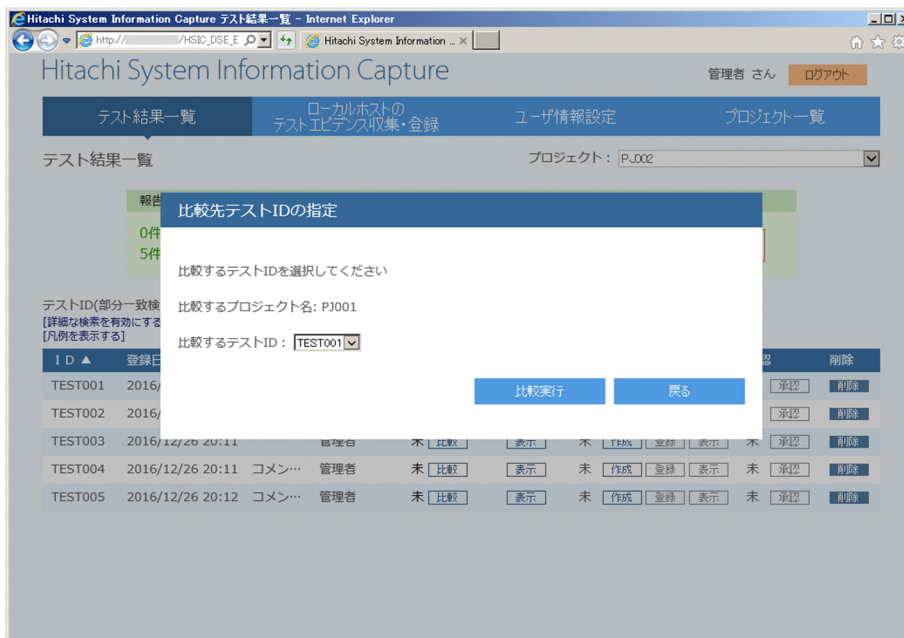 Hitachi System Information Capture テスト結果一覧 - Internet Explorer
http:// /HSIC_DSE_E
Hitachi System Information ... ×
Hitachi System Information Capture
管理者 さん
ログアウト
テスト結果一覧
ローカルホストの
テストエビデンス収集・登録
ユーザ情報設定
プロジェクト一覧
テスト結果一覧
プロジェクト : PJ002
報告
0件
5件
比較先テストIDの指定
比較するテストIDを選択してください
比較するプロジェクト名: PJ001
比較するテストID : TEST001
比較実行 戻る
テストID(部分一致検
[詳細な検索を有効にする
[凡例を表示する]
ID ▲ 登録日 削除
TEST001 2016/ 承認 削除
TEST002 2016/ 承認 削除
TEST003 2016/12/26 20:11 管理者 未 比較 表示 未 作成 登録 表示 未 承認 削除
TEST004 2016/12/26 20:11 コメン… 管理者 未 比較 表示 未 作成 登録 表示 未 承認 削除
TEST005 2016/12/26 20:12 コメン… 管理者 未 比較 表示 未 作成 登録 表示 未 承認 削除